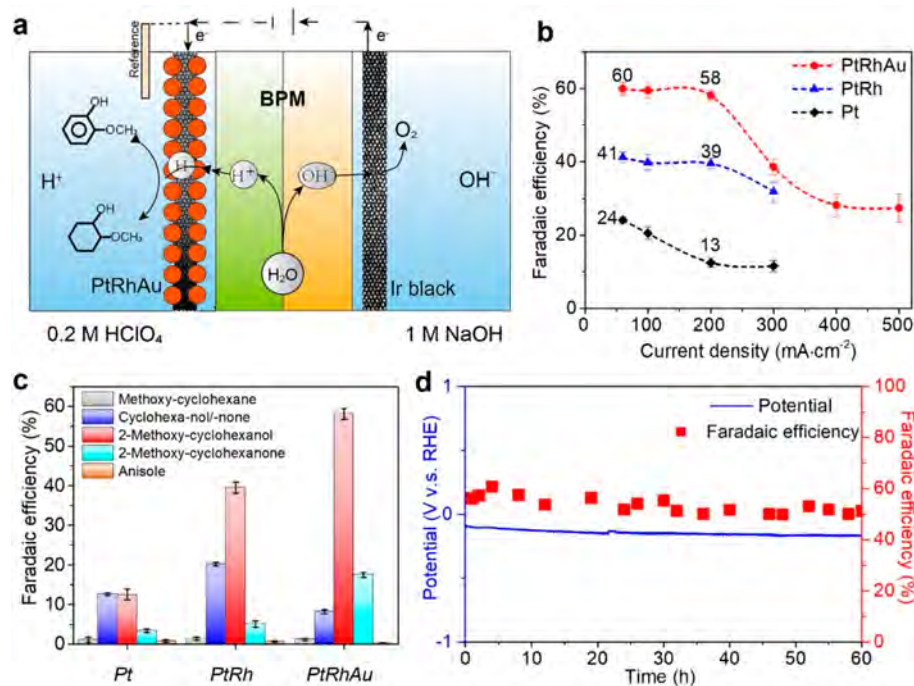 a
Reference
e⁻
e⁻
BPM
OH
OCH₃
H⁺
OH
OCH₃
H
H⁺
OH⁻
O₂
OH⁻
H₂O
PtRhAu
Ir black
0.2 M HClO₄
1 M NaOH
b
Faradaic efficiency (%)
80
60
40
20
0
60
58
41
39
24
13
PtRhAu
PtRh
Pt
100 200 300 400 500
Current density (mA·cm⁻²)
c
Faradaic efficiency (%)
60
50
40
30
20
10
0
Methoxy-cyclohexane
Cyclohexa-nol/-none
2-Methoxy-cyclohexanol
2-Methoxy-cyclohexanone
Anisole
Pt PtRh PtRhAu
d
Potential (V v.s. RHE)
1
0
-1
Potential
Faradaic efficiency
100
80
60
40
20
0
Faradaic efficiency (%)
0 10 20 30 40 50 60
Time (h)